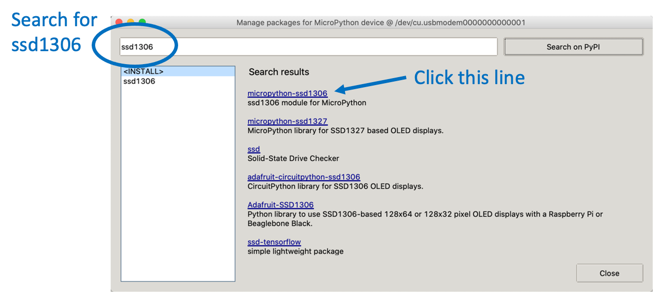 Search for
ssd1306
Manage packages for MicroPython device @ /dev/cu.usbmodem0000000000001
ssd1306
Search on PyPI
<INSTALL>
ssd1306
Search results
micropython-ssd1306
ssd1306 module for MicroPython
Click this line
micropython-ssd1327
MicroPython library for SSD1327 based OLED displays.
ssd
Solid-State Drive Checker
adafruit-circuitpython-ssd1306
CircuitPython library for SSD1306 OLED displays.
Adafruit-SSD1306
Python library to use SSD1306-based 128x64 or 128x32 pixel OLED displays with a Raspberry Pi or
Beaglebone Black.
ssd-tensorflow
simple lightweight package
Close